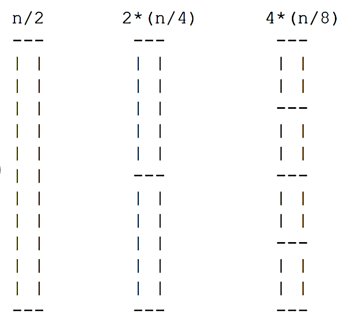 n/2       2*(n/4)   4*(n/8)
---        ---          ---
| |        | |          | |
| |        | |          | |
| |        | |          ---
| |        | |          | |
| |        | |          | |
| |        ---          ---
| |        | |          | |
| |        | |          | |
| |        | |          ---
| |        | |          | |
| |        | |          | |
---        ---          ---